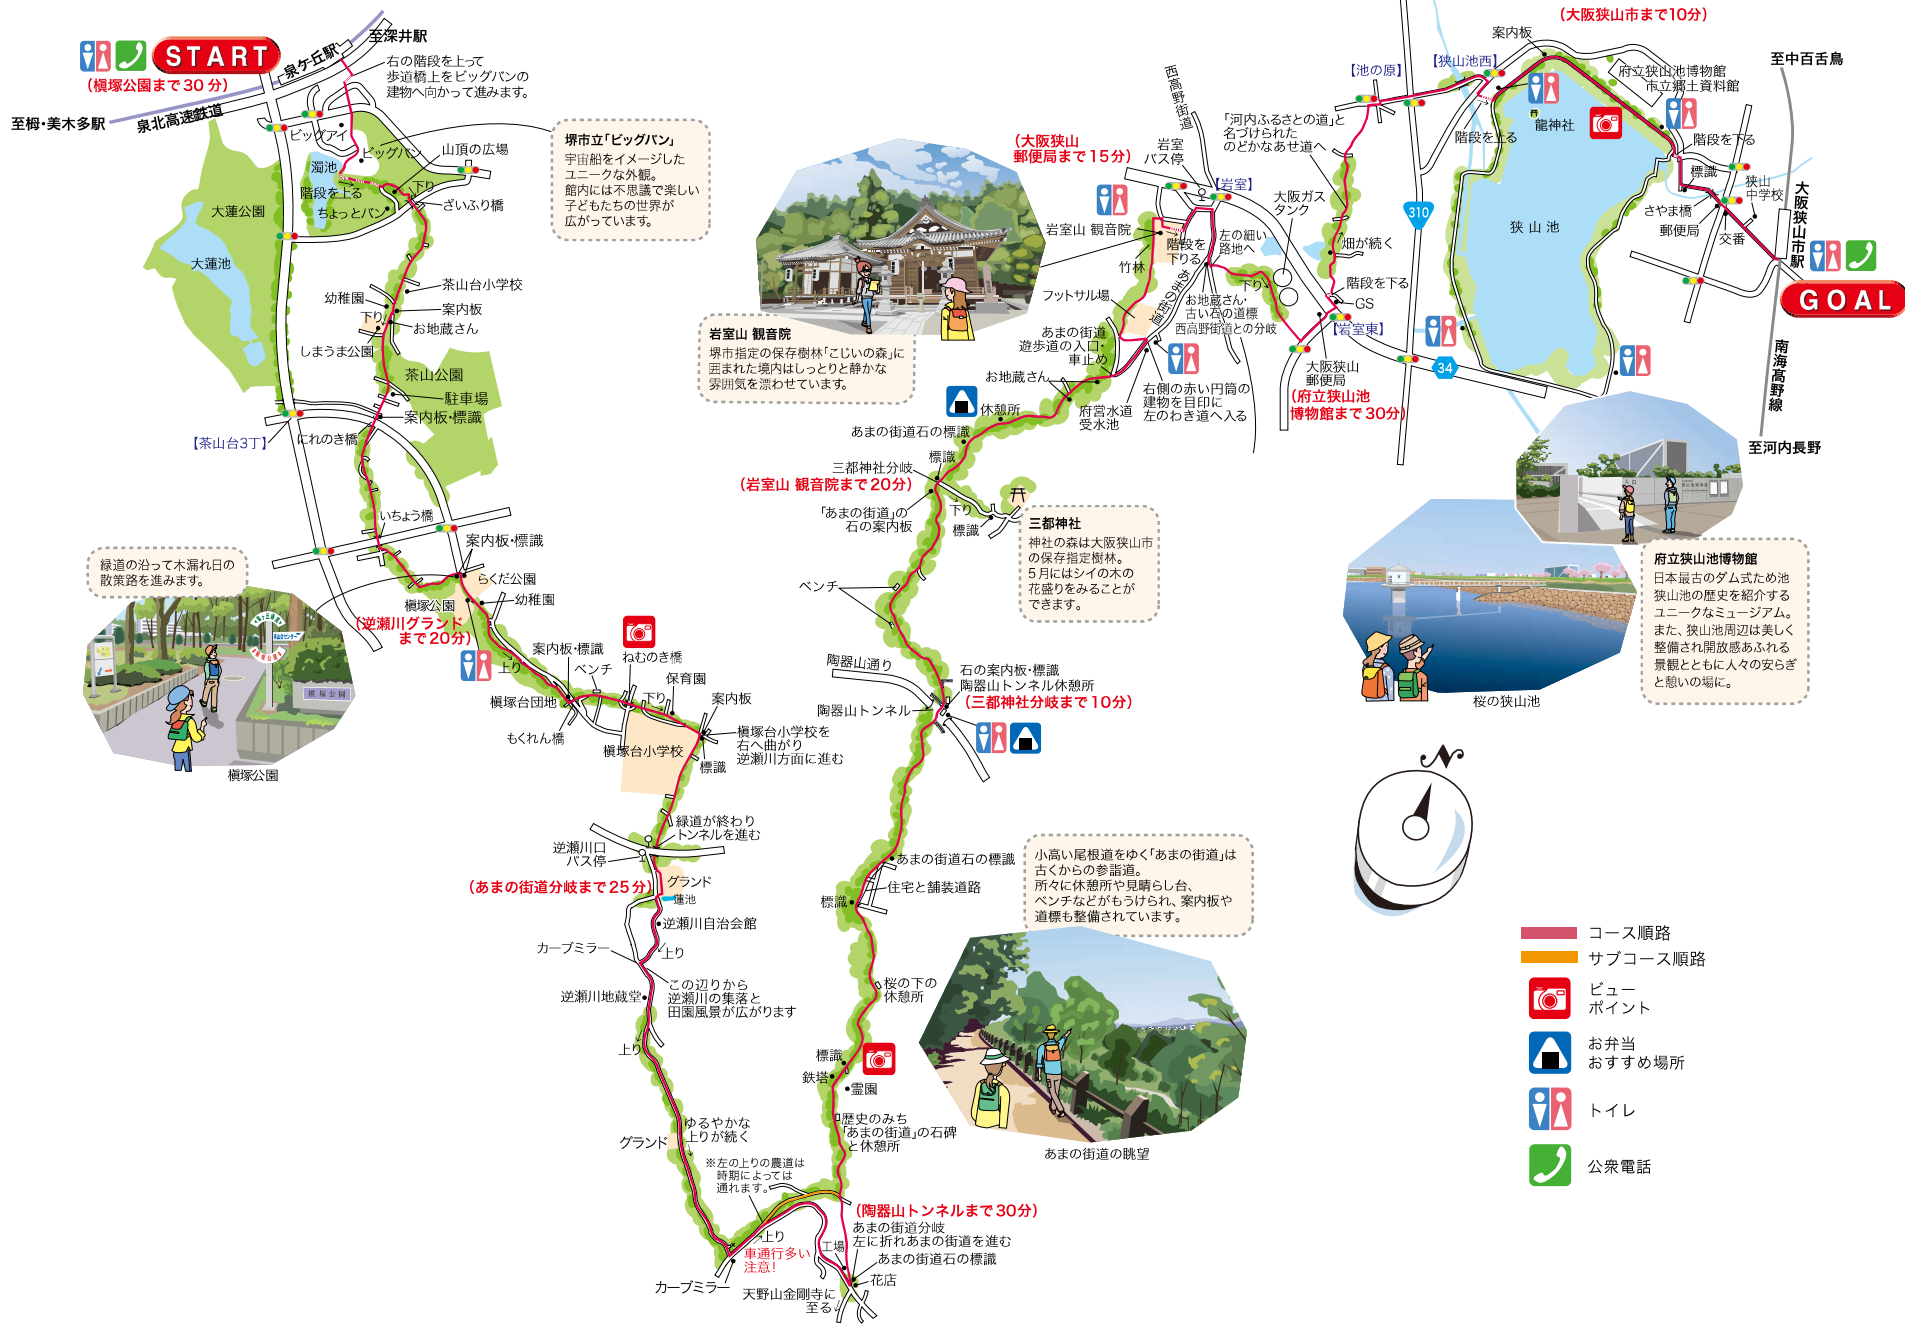 START
(槇塚公園まで30分)
至深井駅
泉ケ丘駅
泉北高速鉄道
至栂・美木多駅
右の階段を上って
歩道橋上をビッグバンの
建物へ向かって進みます。
ビッグアイ
ビッグバン
山頂の広場
濁池
階段を上る
下り
ちょっとバン
ざいふり橋
大蓮公園
大蓮池
堺市立「ビッグバン」
宇宙船をイメージした
ユニークな外観。
館内には不思議で楽しい
子どもたちの世界が
広がっています。
茶山台小学校
幼稚園
案内板
下り
お地蔵さん
しまうま公園
茶山公園
駐車場
案内板・標識
にれのき橋
【茶山台3丁】
いちょう橋
案内板・標識
らくだ公園
槇塚公園
幼稚園
(逆瀬川グランド
まで20分)
緑道の沿って木漏れ日の
散策路を進みます。
槇塚公園
槇塚公園
上り
案内板・標識
ベンチ
ねむのき橋
保育園
下り
案内板
槇塚台団地
もくれん橋
槇塚台小学校
槇塚台小学校を
右へ曲がり
逆瀬川方面に進む
標識
緑道が終わり
トンネルを進む
逆瀬川口
バス停
(あまの街道分岐まで25分)
グランド
蓮池
逆瀬川自治会館
カーブミラー
上り
この辺りから
逆瀬川の集落と
田園風景が広がります
逆瀬川地蔵堂
上り
グランド
ゆるやかな
上りが続く
※左の上りの農道は
時期によっては
通れます。
上り
車通行多い
注意!
カーブミラー
工場
天野山金剛寺に
至る
花店
あまの街道石の標識
(陶器山トンネルまで30分)
あまの街道分岐
左に折れあまの街道を進む
歴史のみち
「あまの街道」の石碑
と休憩所
霊園
鉄塔
標識
桜の下の
休憩所
標識
住宅と舗装道路
あまの街道石の標識
小高い尾根道をゆく「あまの街道」は
古くからの参詣道。
所々に休憩所や見晴らし台、
ベンチなどがもうけられ、案内板や
道標も整備されています。
あまの街道の眺望
陶器山通り
陶器山トンネル
石の案内板・標識
陶器山トンネル休憩所
(三都神社分岐まで10分)
ベンチ
「あまの街道」の
石の案内板
(岩室山 観音院まで20分)
三都神社分岐
標識
下り
標識
三都神社
神社の森は大阪狭山市
の保存指定樹林。
5月にはシイの木の
花盛りをみることが
できます。
あまの街道石の標識
休憩所
お地蔵さん
府営水道
受水池
あまの街道
遊歩道の入口・
車止め
右側の赤い円筒の
建物を目印に
左のわき道へ入る
フットサル場
竹林
あまの街道
岩室山 観音院
(大阪狭山
郵便局まで15分)
岩室山 観音院
堺市指定の保存樹林「こじいの森」に
囲まれた境内はしっとりと静かな
雰囲気を漂わせています。
岩室
バス停
西高野街道
【岩室】
階段を
下りる
左の細い
路地へ
お地蔵さん・
古い石の道標
西高野街道との分岐
下り
大阪ガス
タンク
「河内ふるさとの道」と
名づけられた
のどかなあせ道へ
畑が続く
階段を下る
GS
【岩室東】
大阪狭山
郵便局
(府立狭山池
博物館まで30分)
310
34
【池の原】
【狭山池西】
案内板
(大阪狭山市まで10分)
階段を上る
龍神社
狭山池
府立狭山池博物館
市立郷土資料館
階段を下る
標識
狭山
中学校
さやま橋
郵便局
交番
至中百舌鳥
大阪狭山市駅
GOAL
南海高野線
至河内長野
府立狭山池博物館
日本最古のダム式ため池
狭山池の歴史を紹介する
ユニークなミュージアム。
また、狭山池周辺は美しく
整備され開放感あふれる
景観とともに人々の安らぎ
と憩いの場に。
桜の狭山池
N
コース順路
サブコース順路
ビュー
ポイント
お弁当
おすすめ場所
トイレ
公衆電話